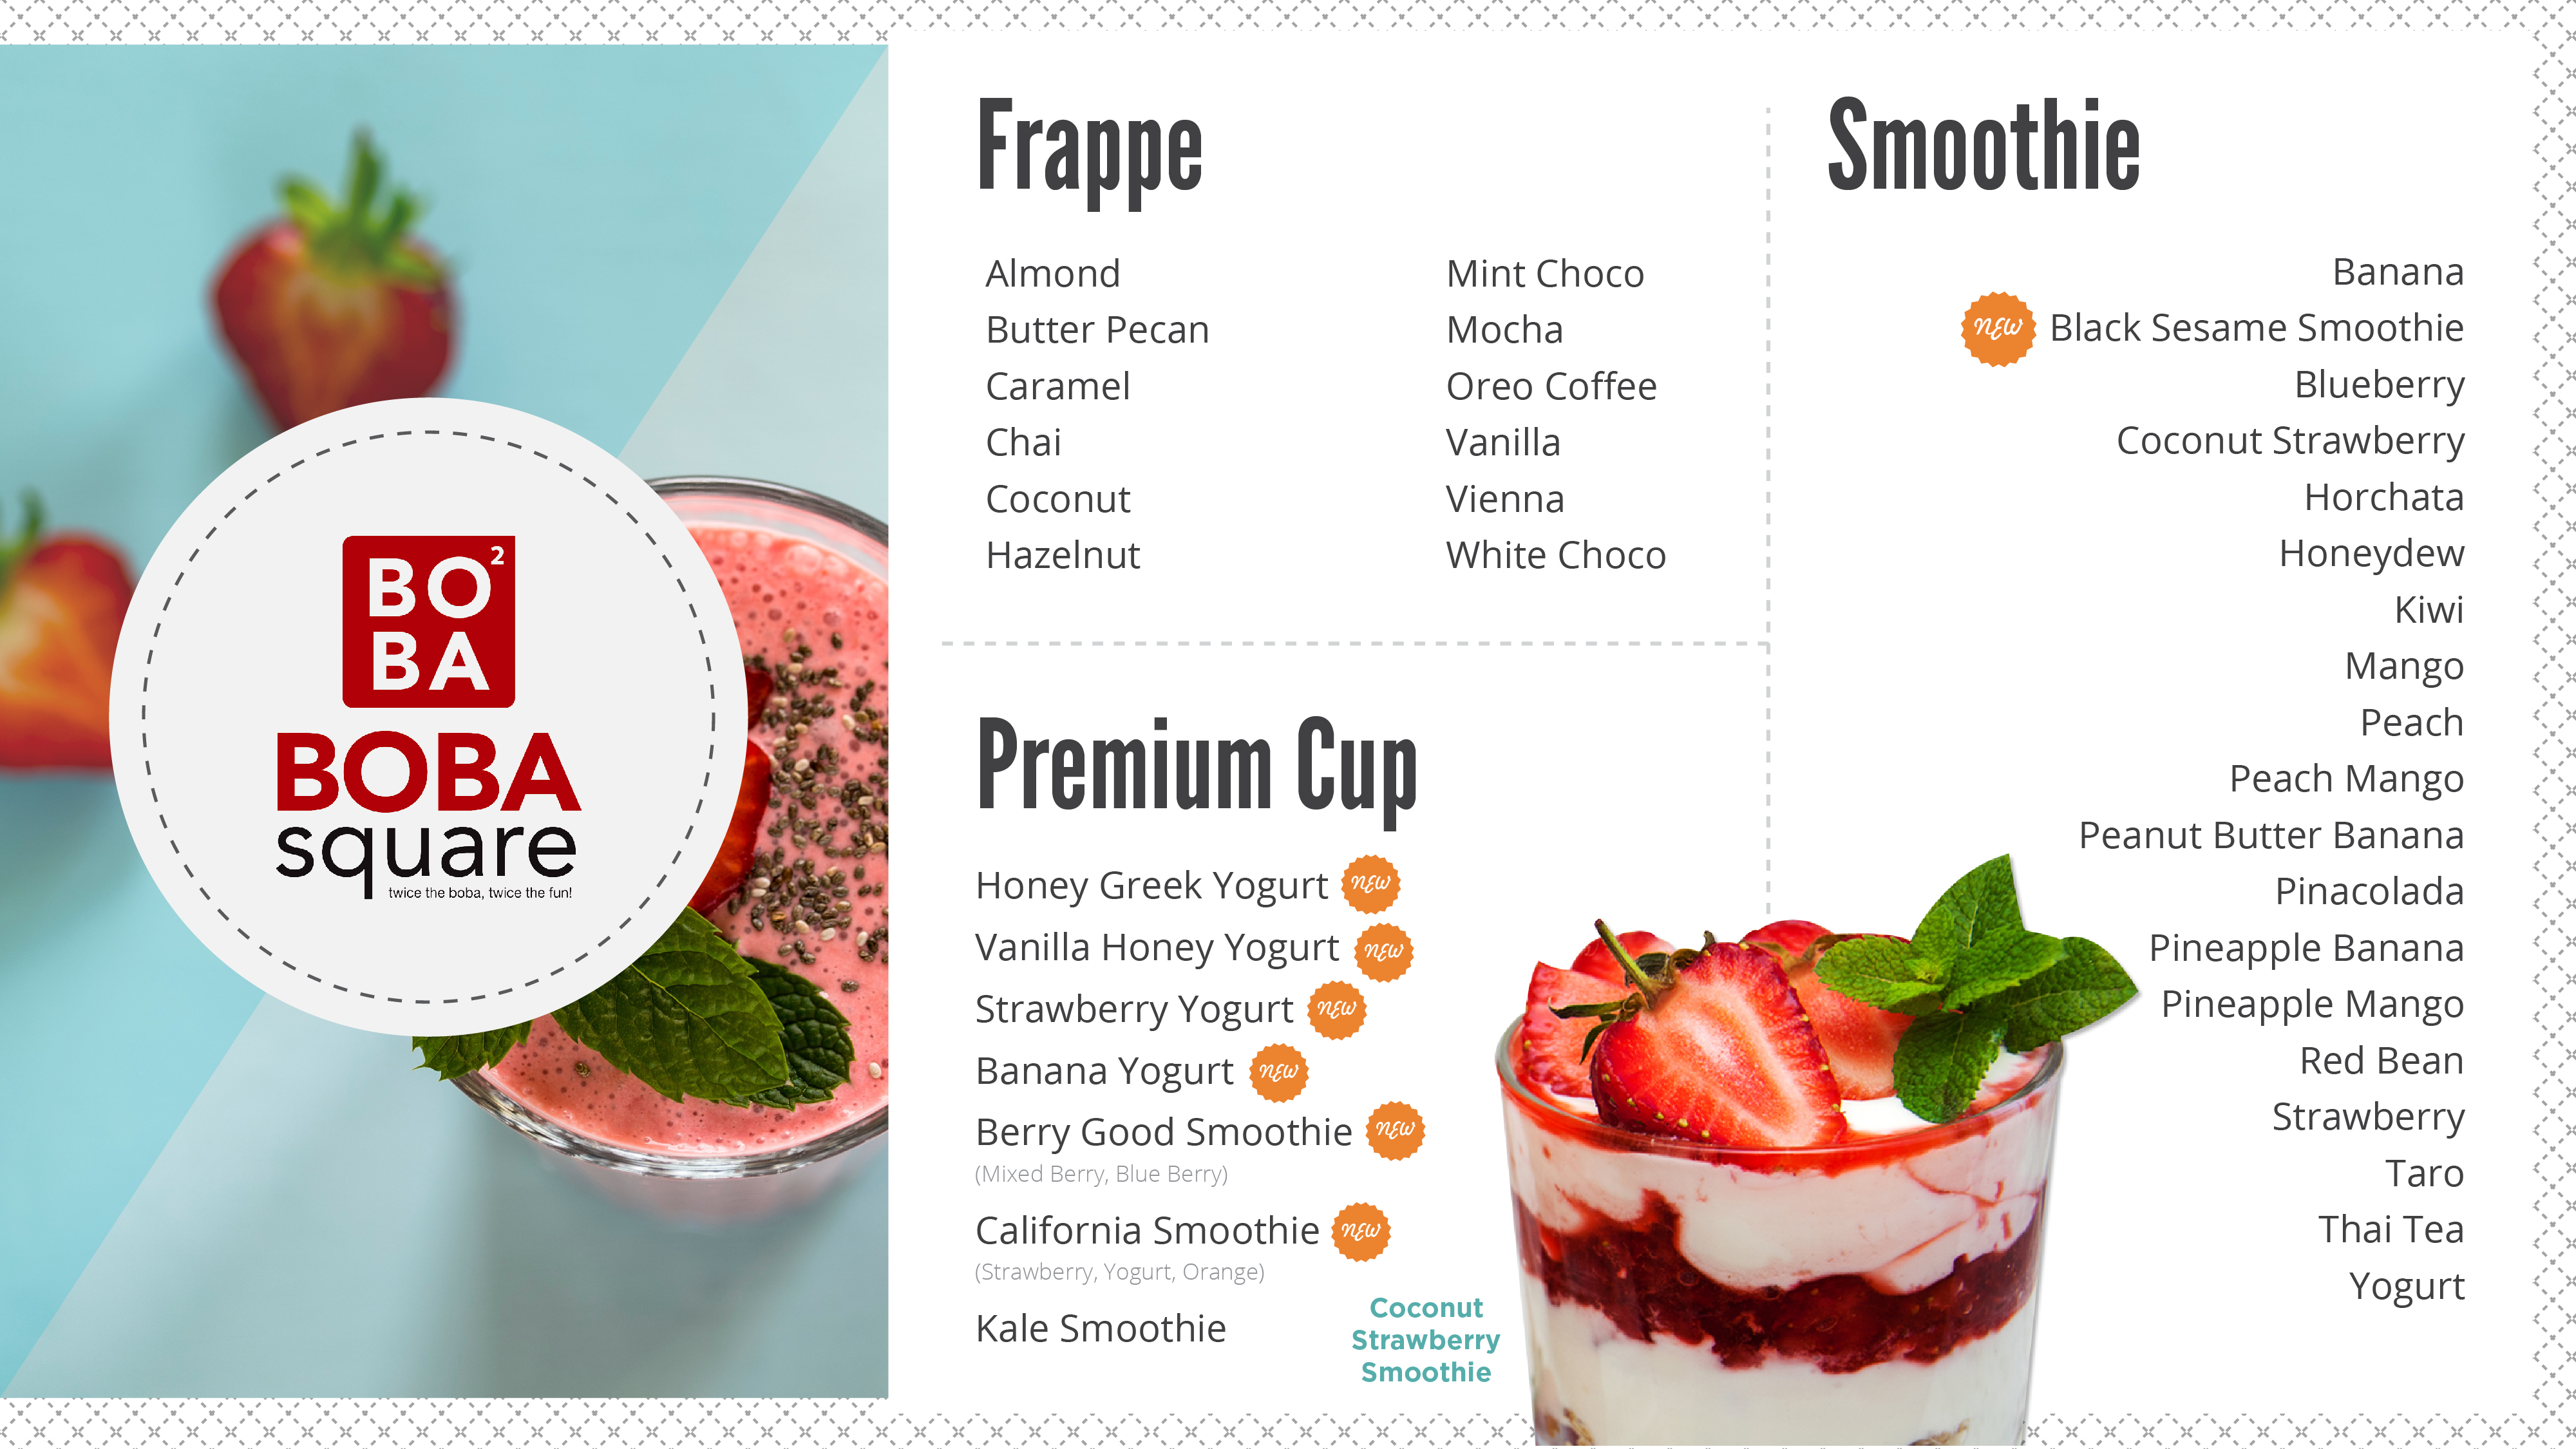 BO²
BA
BOBA
square
twice the boba, twice the fun!
Frappe
Almond
Butter Pecan
Caramel
Chai
Coconut
Hazelnut
Mint Choco
Mocha
Oreo Coffee
Vanilla
Vienna
White Choco
Premium Cup
Honey Greek Yogurt NEW
Vanilla Honey Yogurt NEW
Strawberry Yogurt NEW
Banana Yogurt NEW
Berry Good Smoothie NEW
(Mixed Berry, Blue Berry)
California Smoothie NEW
(Strawberry, Yogurt, Orange)
Kale Smoothie
Coconut
Strawberry
Smoothie
Smoothie
Banana
NEW Black Sesame Smoothie
Blueberry
Coconut Strawberry
Horchata
Honeydew
Kiwi
Mango
Peach
Peach Mango
Peanut Butter Banana
Pinacolada
Pineapple Banana
Pineapple Mango
Red Bean
Strawberry
Taro
Thai Tea
Yogurt